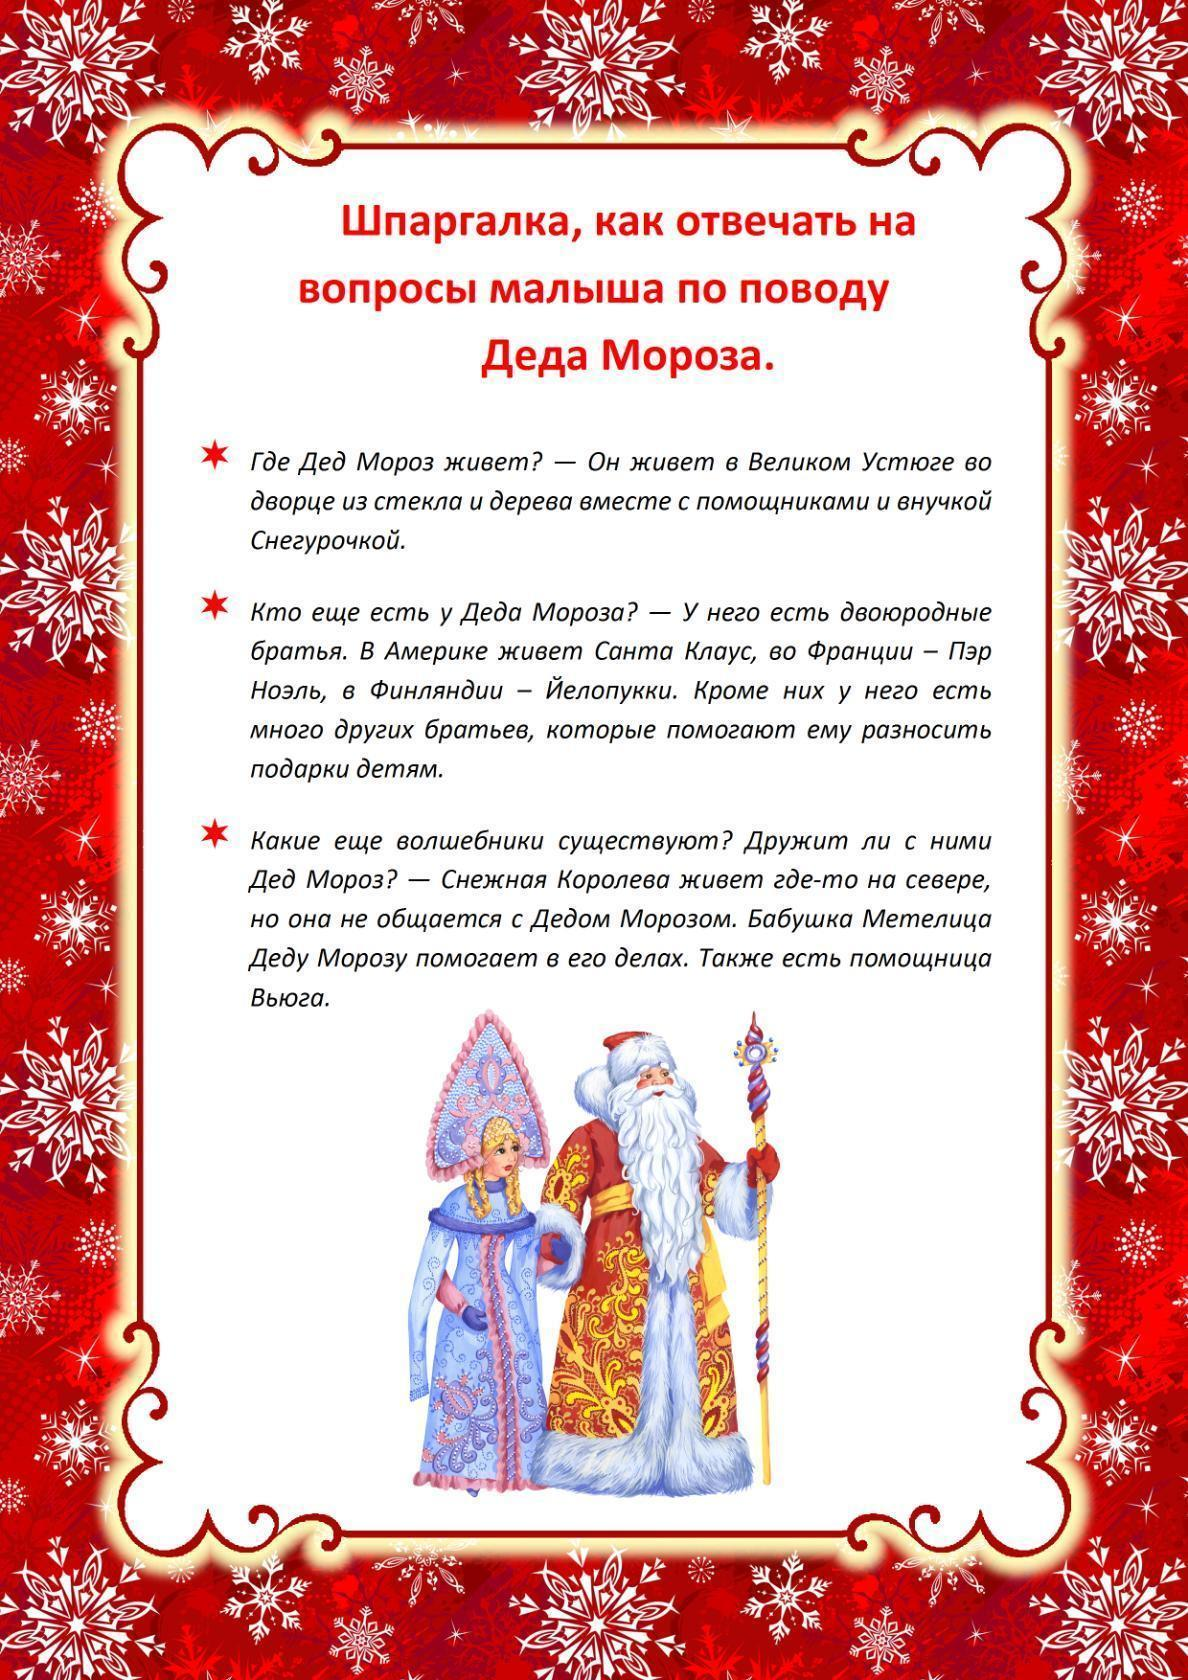 Шпаргалка, как отвечать на
вопросы малыша по поводу
Деда Мороза.
Где Дед Мороз живет? — Он живет в Великом Устюге во
дворце из стекла и дерева вместе с помощниками и внучкой
Снегурочкой.
Кто еще есть у Деда Мороза? — У него есть двоюродные
братья. В Америке живет Санта Клаус, во Франции – Пэр
Ноэль, в Финляндии – Йелопукки. Кроме них у него есть
много других братьев, которые помогают ему разносить
подарки детям.
Какие еще волшебники существуют? Дружит ли с ними
Дед Мороз? — Снежная Королева живет где-то на севере,
но она не общается с Дедом Морозом. Бабушка Метелица
Деду Морозу помогает в его делах. Также есть помощница
Вьюга.